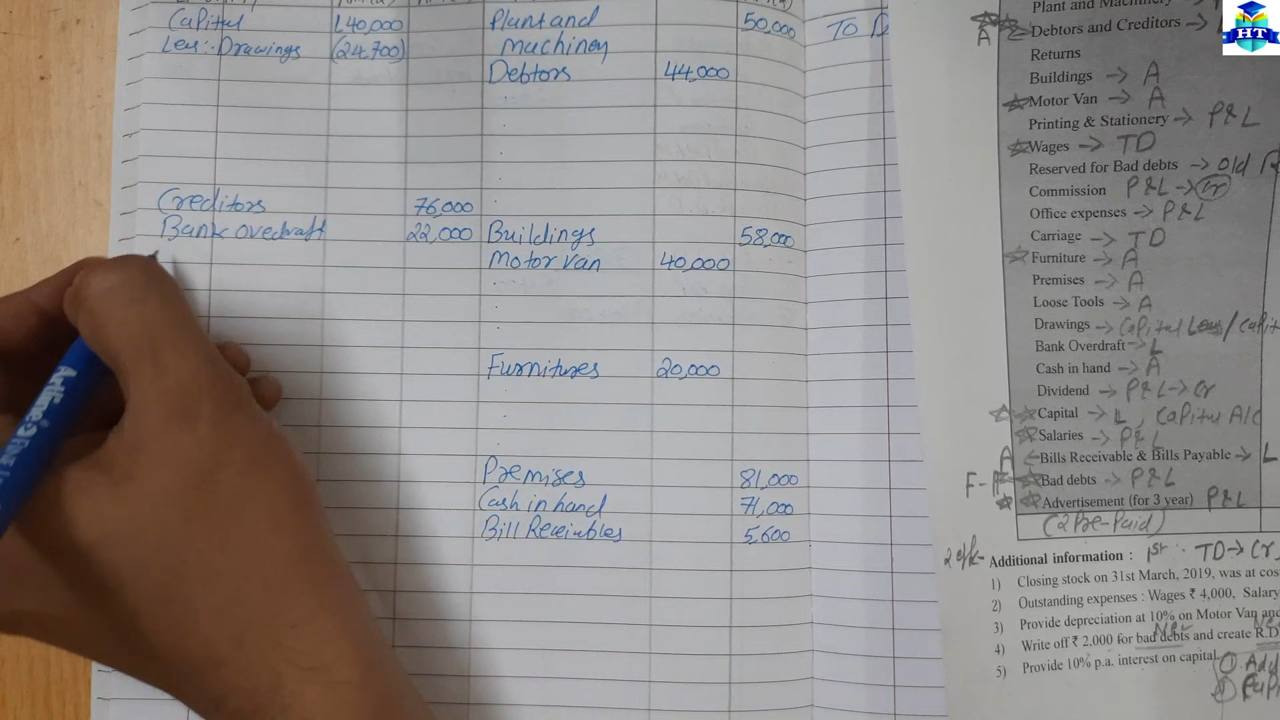 Capital 1,40,000 Plant and 50,000 TO
Less:- Drawings (24,700) machinery
Debtors 44,000
Creditors 76,000
Bank ovedraft 22,000 Buildings 58,000
Motor van 40,000
Furnitures 20,000
Premises 81,000
Cash in hand 71,000
Bill Receivables 5,600
Artline
HT
Plant and Machinery
A Debtors and Creditors → L
Returns
Buildings → A
Motor Van → A
Printing & Stationery → P&L
Wages → TD
Reserved for Bad debts → old
Commission P&L → Cr
Office expenses → P&L
Carriage → TD
Furniture → A
Premises → A
Loose Tools → A
Drawings → Capital Less /
Bank Overdraft → L
Cash in hand → A
Dividend → P&L → Cr
Capital → L, Capital A/C
Salaries → P&L
A ← Bills Receivable & Bills Payable → L
Bad debts → P&L
Advertisement (for 3 year) P&L
(2 Pre-Paid)
Additional information : 1st TD → Cr
1) Closing stock on 31st March, 2019, was at cos
2) Outstanding expenses : Wages ₹ 4,000, Salary
3) Provide depreciation at 10% on Motor Van and
4) Write off ₹ 2,000 for bad debts and create R.D
5) Provide 10% p.a. interest on capital. ① Add